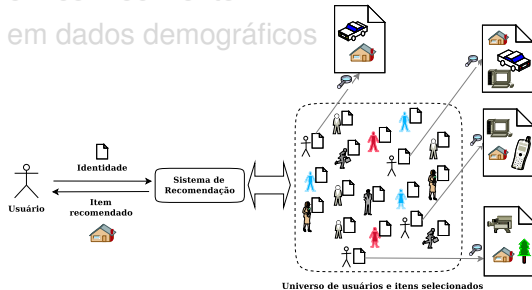 em dados demográficos
Identidade
Usuário
Item
recomendado
Sistema de
Recomendação
Universo de usuários e itens selecionados